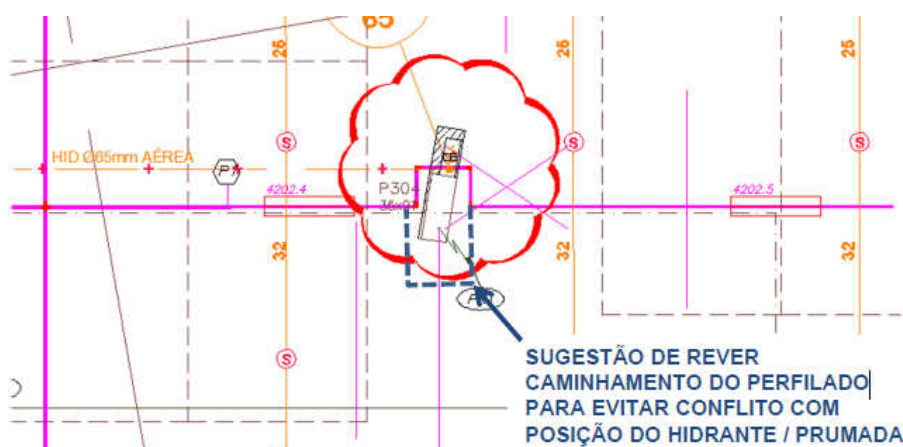 65
25
25
25
HID Ø65mm AÉREA
S
S
S
P1
4202.4
P304
4202.5
32
32
32
S
SUGESTÃO DE REVER
CAMINHAMENTO DO PERFILADO
PARA EVITAR CONFLITO COM
POSIÇÃO DO HIDRANTE / PRUMADA